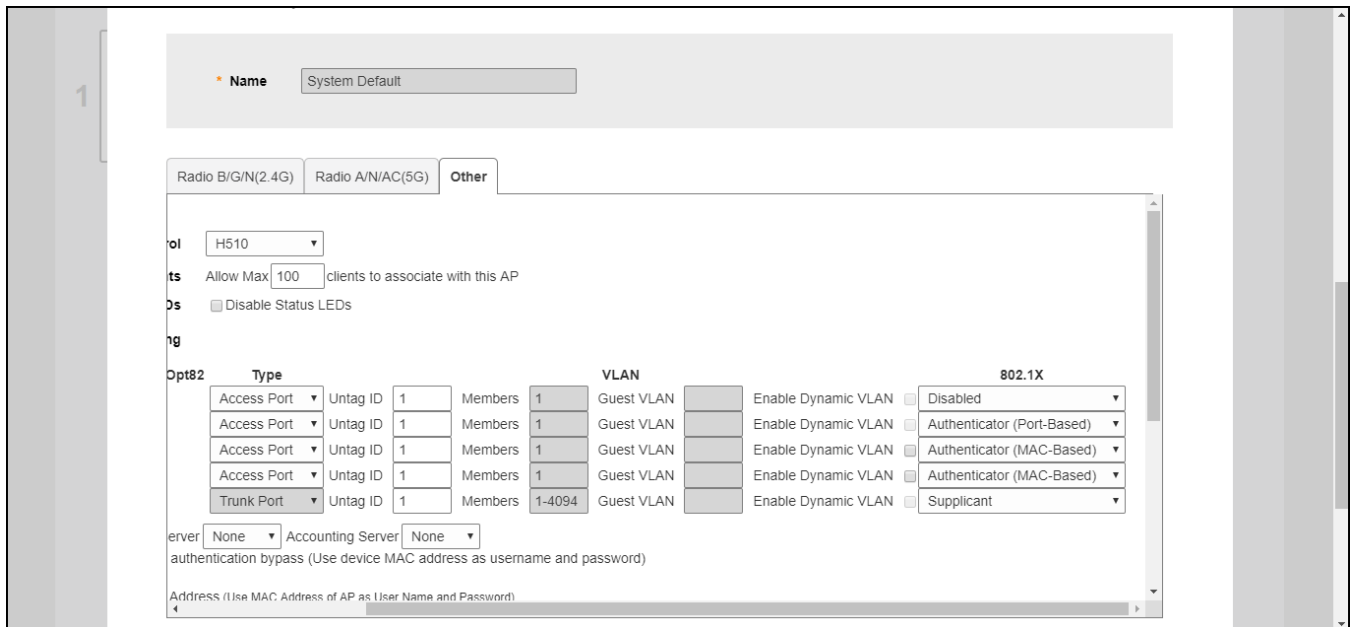 * Name System Default
1
Radio B/G/N(2.4G) Radio A/N/AC(5G) Other
rol H510
nts Allow Max 100 clients to associate with this AP
Ds Disable Status LEDs
ng
Opt82 Type VLAN 802.1X
Access Port Untag ID 1 Members 1 Guest VLAN Enable Dynamic VLAN Disabled
Access Port Untag ID 1 Members 1 Guest VLAN Enable Dynamic VLAN Authenticator (Port-Based)
Access Port Untag ID 1 Members 1 Guest VLAN Enable Dynamic VLAN Authenticator (MAC-Based)
Access Port Untag ID 1 Members 1 Guest VLAN Enable Dynamic VLAN Authenticator (MAC-Based)
Trunk Port Untag ID 1 Members 1-4094 Guest VLAN Enable Dynamic VLAN Supplicant
erver None Accounting Server None
authentication bypass (Use device MAC address as username and password)
Address (Use MAC Address of AP as User Name and Password)